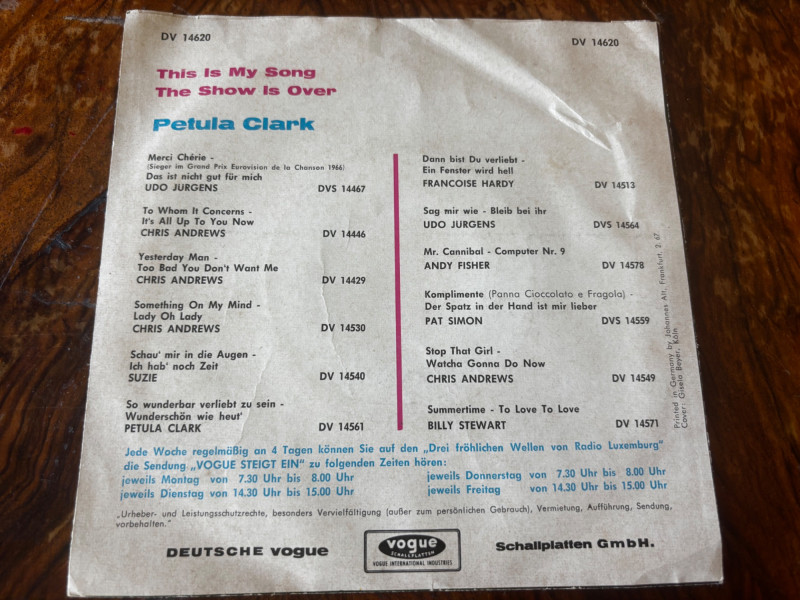 DV 14620
DV 14620
This Is My Song
The Show Is Over
Petula Clark
Merci Chérie -
(Sieger im Grand Prix Eurovision de la Chanson 1966)
Das ist nicht gut für mich
UDO JURGENS DVS 14467
To Whom It Concerns -
It's All Up To You Now
CHRIS ANDREWS DV 14446
Yesterday Man -
Too Bad You Don't Want Me
CHRIS ANDREWS DV 14429
Something On My Mind -
Lady Oh Lady
CHRIS ANDREWS DV 14530
Schau' mir in die Augen -
Ich hab' noch Zeit
SUZIE DV 14540
So wunderbar verliebt zu sein -
Wunderschön wie heut'
PETULA CLARK DV 14561
Dann bist Du verliebt -
Ein Fenster wird hell
FRANCOISE HARDY DV 14513
Sag mir wie - Bleib bei ihr
UDO JURGENS DVS 14564
Mr. Cannibal - Computer Nr. 9
ANDY FISHER DV 14578
Komplimente (Panna Cioccolato e Fragola) -
Der Spatz in der Hand ist mir lieber
PAT SIMON DVS 14559
Stop That Girl -
Watcha Gonna Do Now
CHRIS ANDREWS DV 14549
Summertime - To Love To Love
BILLY STEWART DV 14571
Printed in Germany by Johannes Alt, Frankfurt, 2. 67
Cover: Gisela Beyer, Köln
Jede Woche regelmäßig an 4 Tagen können Sie auf den „Drei fröhlichen Wellen von Radio Luxemburg"
die Sendung „VOGUE STEIGT EIN" zu folgenden Zeiten hören:
jeweils Montag von 7.30 Uhr bis 8.00 Uhr
jeweils Dienstag von 14.30 Uhr bis 15.00 Uhr
jeweils Donnerstag von 7.30 Uhr bis 8.00 Uhr
jeweils Freitag von 14.30 Uhr bis 15.00 Uhr
„Urheber- und Leistungsschutzrechte, besonders Vervielfältigung (außer zum persönlichen Gebrauch), Vermietung, Aufführung, Sendung,
vorbehalten."
DEUTSCHE vogue
vogue
SCHALLPLATTEN
VOGUE INTERNATIONAL INDUSTRIES
Schallplatten GmbH.